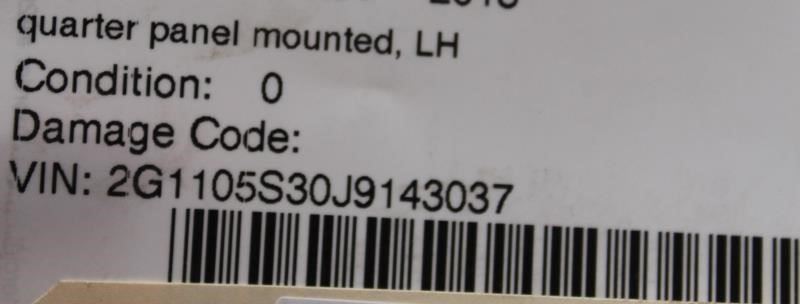 quarter panel mounted, LH
Condition: 0
Damage Code:
VIN: 2G1105S30J9143037